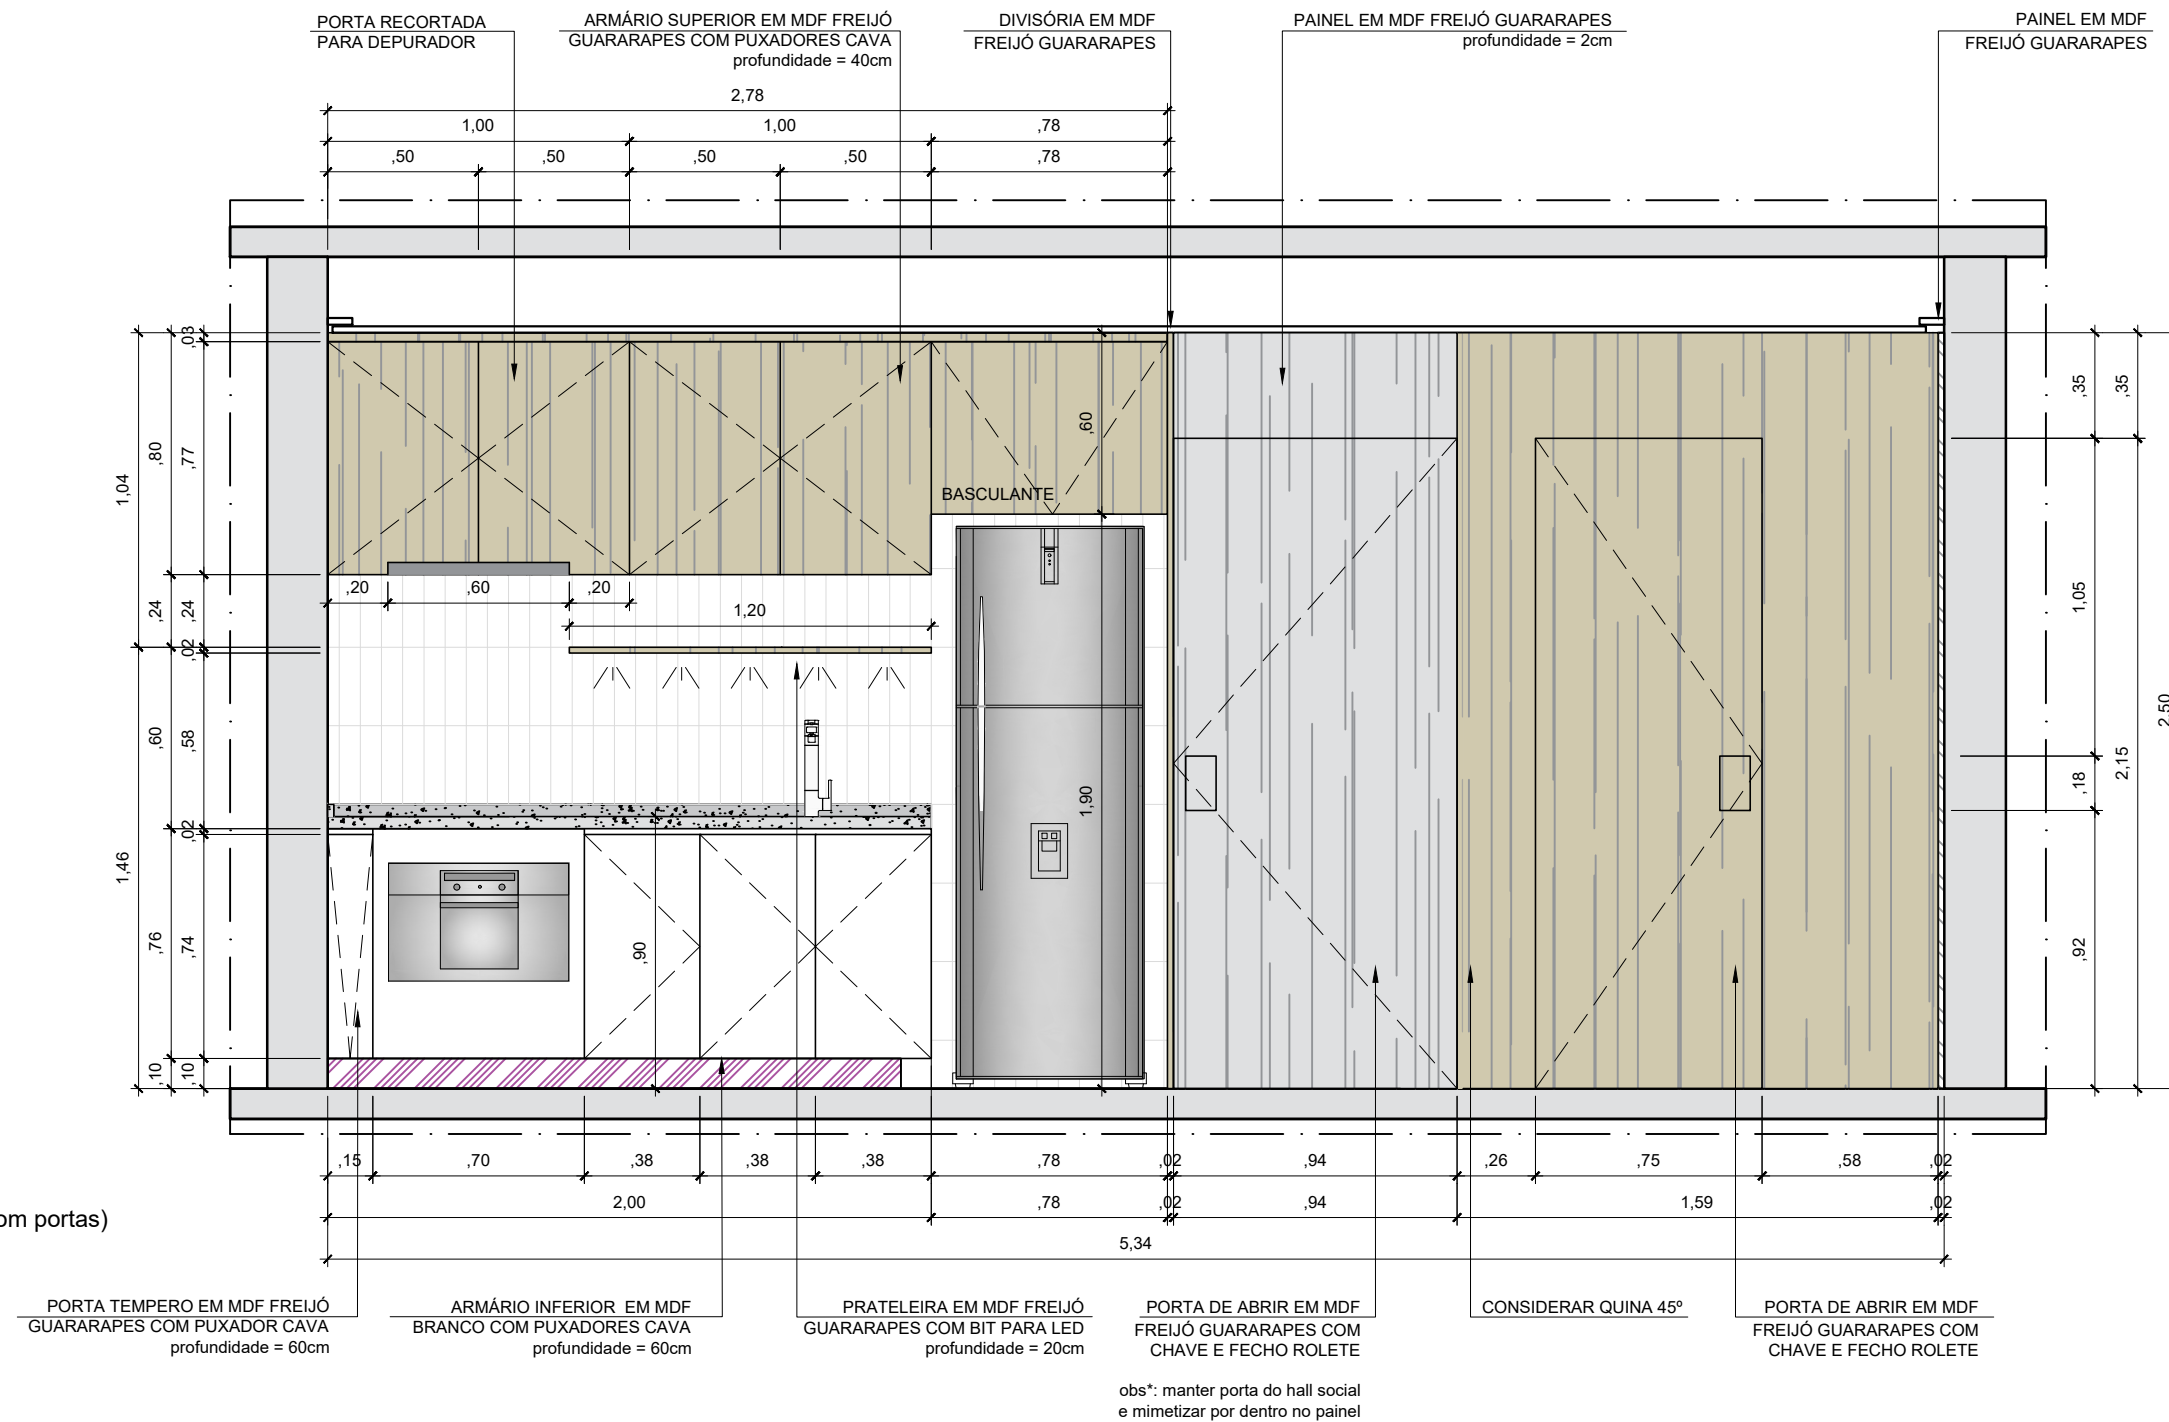 PORTA RECORTADA
PARA DEPURADOR
ARMÁRIO SUPERIOR EM MDF FREIJÓ
GUARARAPES COM PUXADORES CAVA
profundidade = 40cm
DIVISÓRIA EM MDF
FREIJÓ GUARARAPES
PAINEL EM MDF FREIJÓ GUARARAPES
profundidade = 2cm
PAINEL EM MDF
FREIJÓ GUARARAPES
2,78
1,00
1,00
,78
,50
,50
,50
,50
,78
,03
,80
,77
1,04
,24
,24
,02
,60
,58
,02
1,46
,76
,74
,10
,10
,60
BASCULANTE
,20
,60
,20
1,20
1,90
,90
,35
,35
1,05
2,50
2,15
,18
,92
,15
,70
,38
,38
,38
,78
,02
,94
,26
,75
,58
,02
2,00
,78
,02
,94
1,59
,02
5,34
om portas)
PORTA TEMPERO EM MDF FREIJÓ
GUARARAPES COM PUXADOR CAVA
profundidade = 60cm
ARMÁRIO INFERIOR EM MDF
BRANCO COM PUXADORES CAVA
profundidade = 60cm
PRATELEIRA EM MDF FREIJÓ
GUARARAPES COM BIT PARA LED
profundidade = 20cm
PORTA DE ABRIR EM MDF
FREIJÓ GUARARAPES COM
CHAVE E FECHO ROLETE
obs*: manter porta do hall social
e mimetizar por dentro no painel
CONSIDERAR QUINA 45º
PORTA DE ABRIR EM MDF
FREIJÓ GUARARAPES COM
CHAVE E FECHO ROLETE